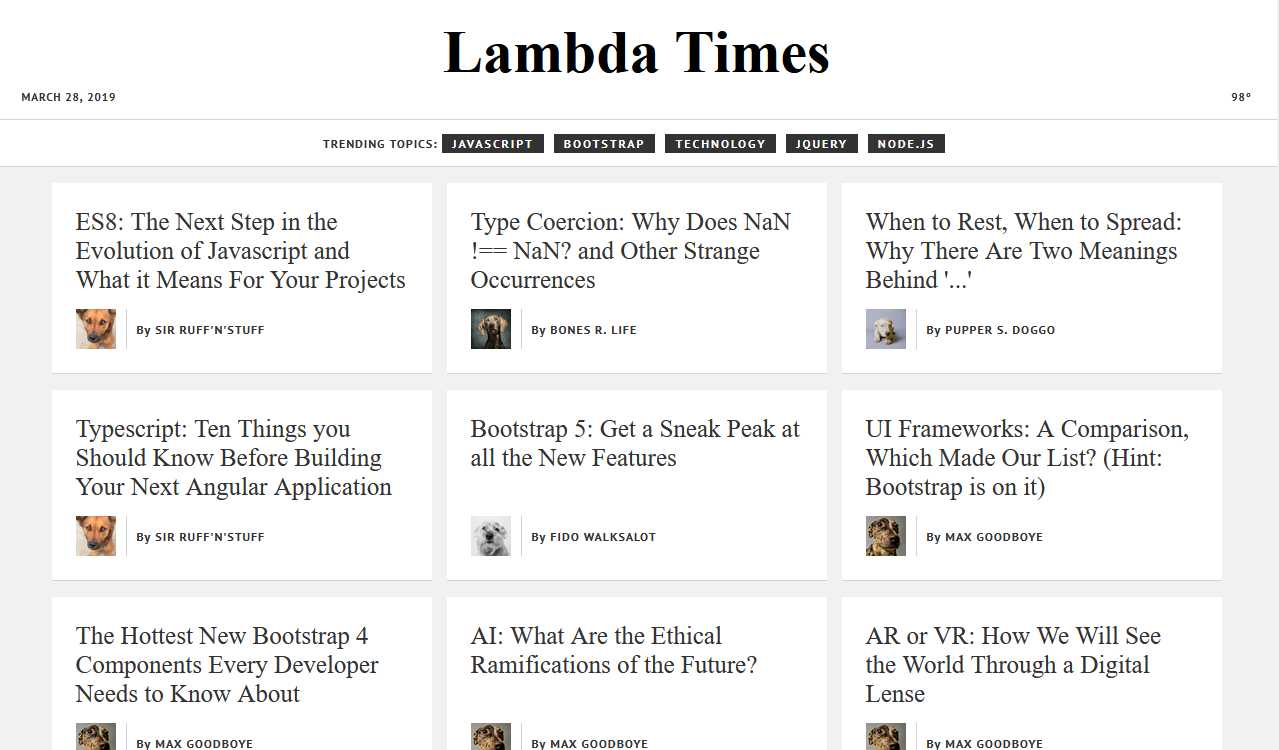 Lambda Times
MARCH 28, 2019
98°
TRENDING TOPICS: JAVASCRIPT BOOTSTRAP TECHNOLOGY JQUERY NODE.JS
ES8: The Next Step in the
Evolution of Javascript and
What it Means For Your Projects
By SIR RUFF'N'STUFF
Type Coercion: Why Does NaN
!== NaN? and Other Strange
Occurrences
By BONES R. LIFE
When to Rest, When to Spread:
Why There Are Two Meanings
Behind '...'
By PUPPER S. DOGGO
Typescript: Ten Things you
Should Know Before Building
Your Next Angular Application
By SIR RUFF'N'STUFF
Bootstrap 5: Get a Sneak Peak at
all the New Features
By FIDO WALKSALOT
UI Frameworks: A Comparison,
Which Made Our List? (Hint:
Bootstrap is on it)
By MAX GOODBOYE
The Hottest New Bootstrap 4
Components Every Developer
Needs to Know About
By MAX GOODBOYE
AI: What Are the Ethical
Ramifications of the Future?
By MAX GOODBOYE
AR or VR: How We Will See
the World Through a Digital
Lense
By MAX GOODBOYE